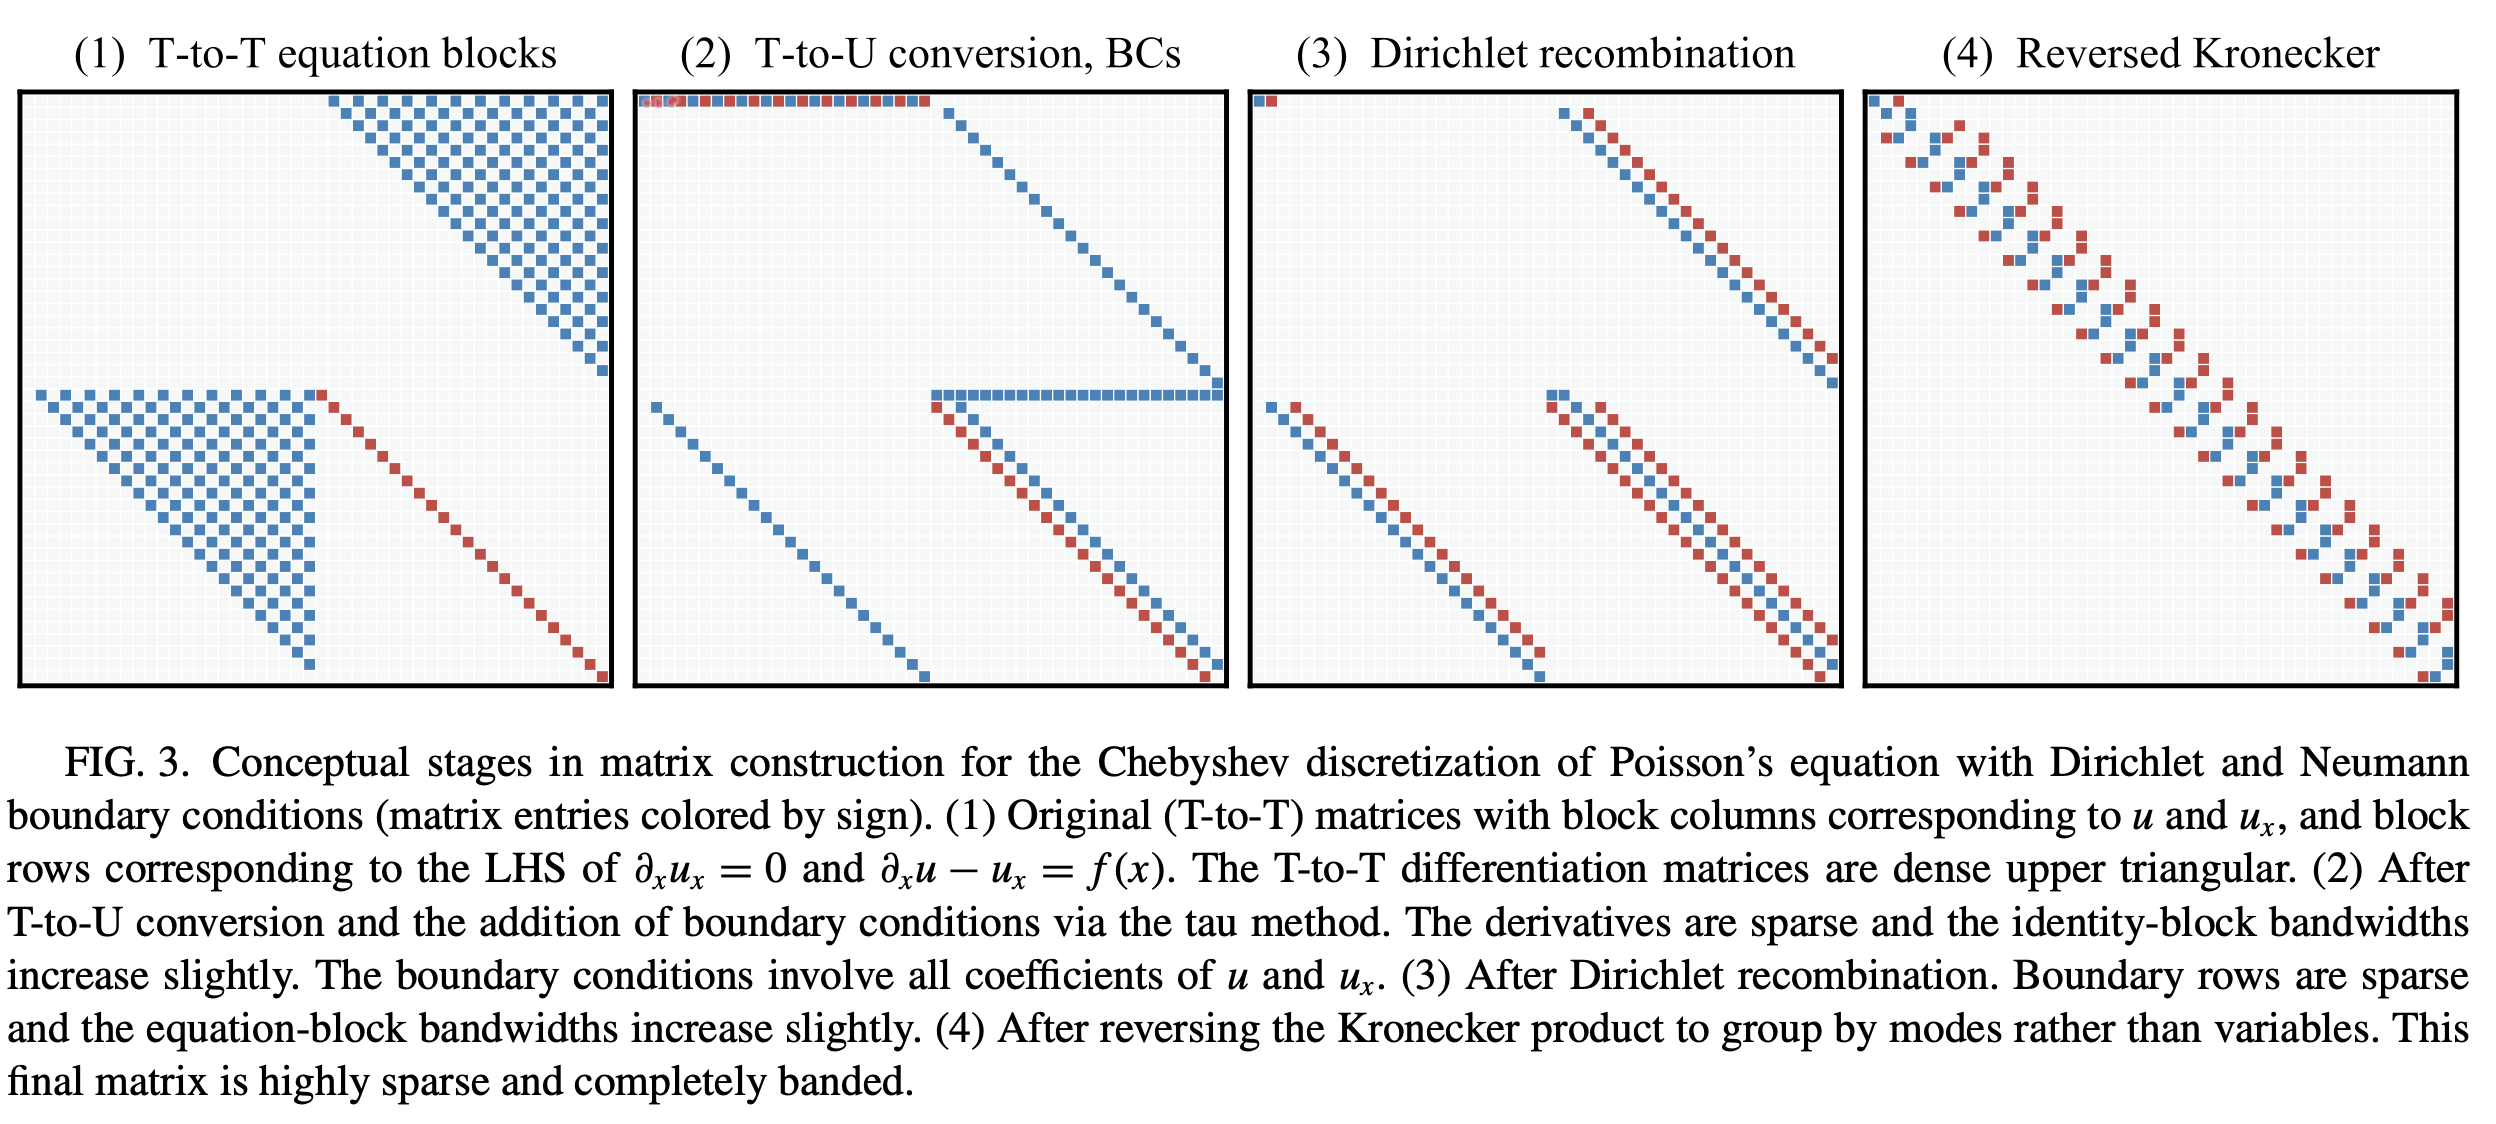 (1) T-to-T equation blocks
(2) T-to-U conversion, BCs
(3) Dirichlet recombination
(4) Reversed Kronecker
FIG. 3. Conceptual stages in matrix construction for the Chebyshev discretization of Poisson's equation with Dirichlet and Neumann
boundary conditions (matrix entries colored by sign). (1) Original (T-to-T) matrices with block columns corresponding to u and uₓ, and block
rows corresponding to the LHS of ∂ₓuₓ = 0 and ∂ₓu − uₓ = f(x). The T-to-T differentiation matrices are dense upper triangular. (2) After
T-to-U conversion and the addition of boundary conditions via the tau method. The derivatives are sparse and the identity-block bandwidths
increase slightly. The boundary conditions involve all coefficients of u and uₓ. (3) After Dirichlet recombination. Boundary rows are sparse
and the equation-block bandwidths increase slightly. (4) After reversing the Kronecker product to group by modes rather than variables. This
final matrix is highly sparse and completely banded.